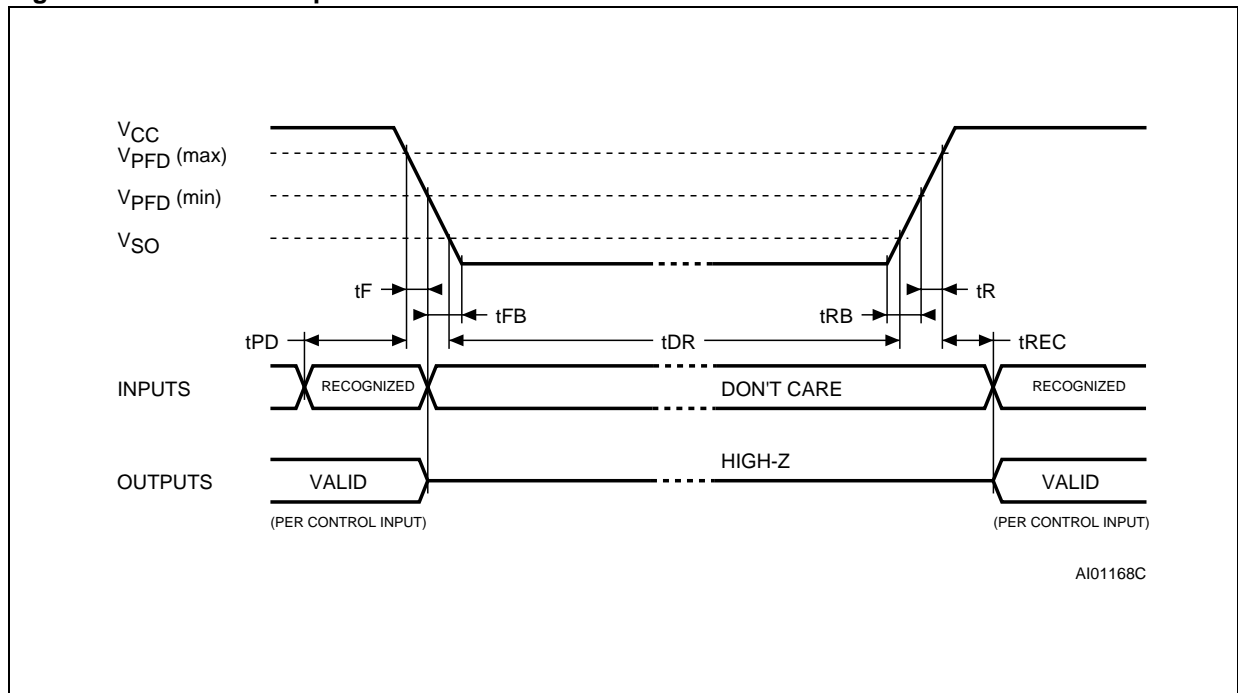 VCC
VPFD (max)
VPFD (min)
VSO
tF
tR
tFB
tRB
tPD
tDR
tREC
INPUTS
RECOGNIZED
DON'T CARE
RECOGNIZED
HIGH-Z
OUTPUTS
VALID
VALID
(PER CONTROL INPUT)
(PER CONTROL INPUT)
AI01168C